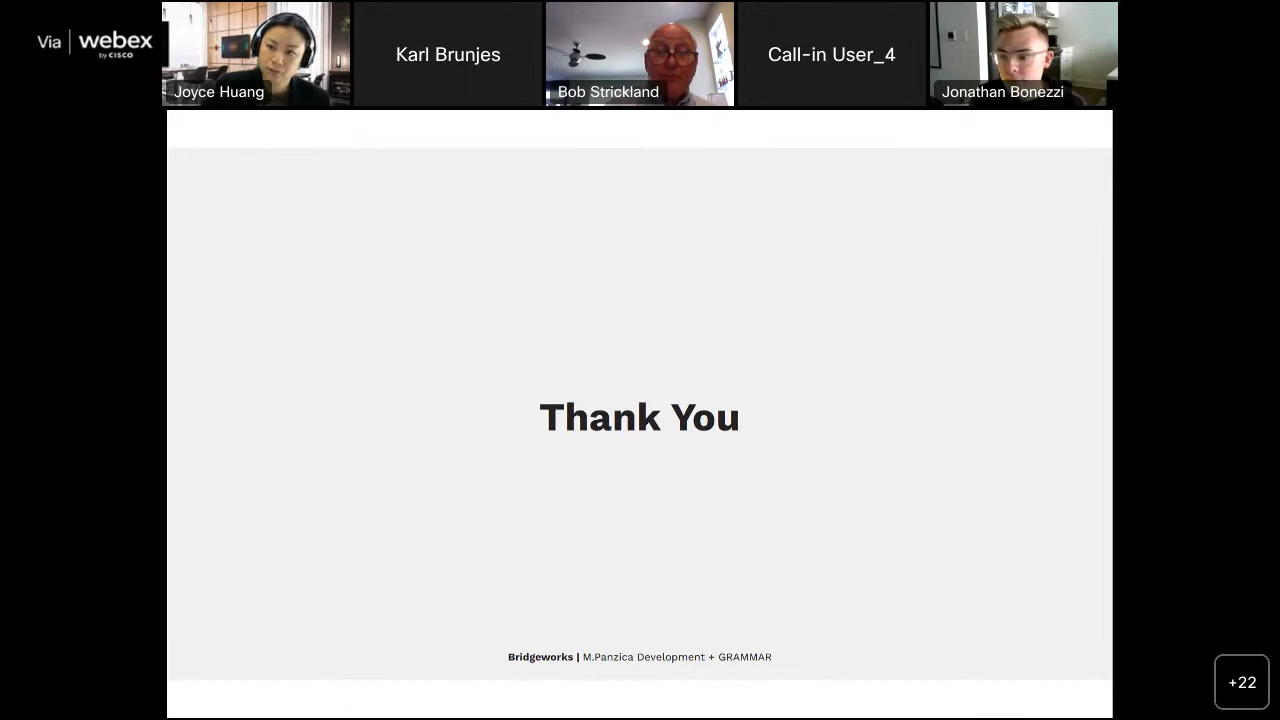 Via webex
by CISCO
Joyce Huang
Karl Brunjes
Bob Strickland
Call-in User_4
Jonathan Bonezzi
Thank You
Bridgeworks | M.Panzica Development + GRAMMAR
+22